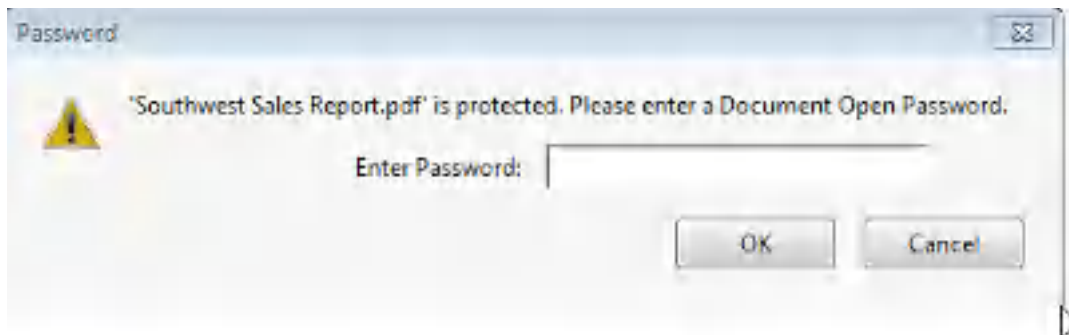 Password
'Southwest Sales Report.pdf' is protected. Please enter a Document Open Password.
Enter Password:
OK
Cancel